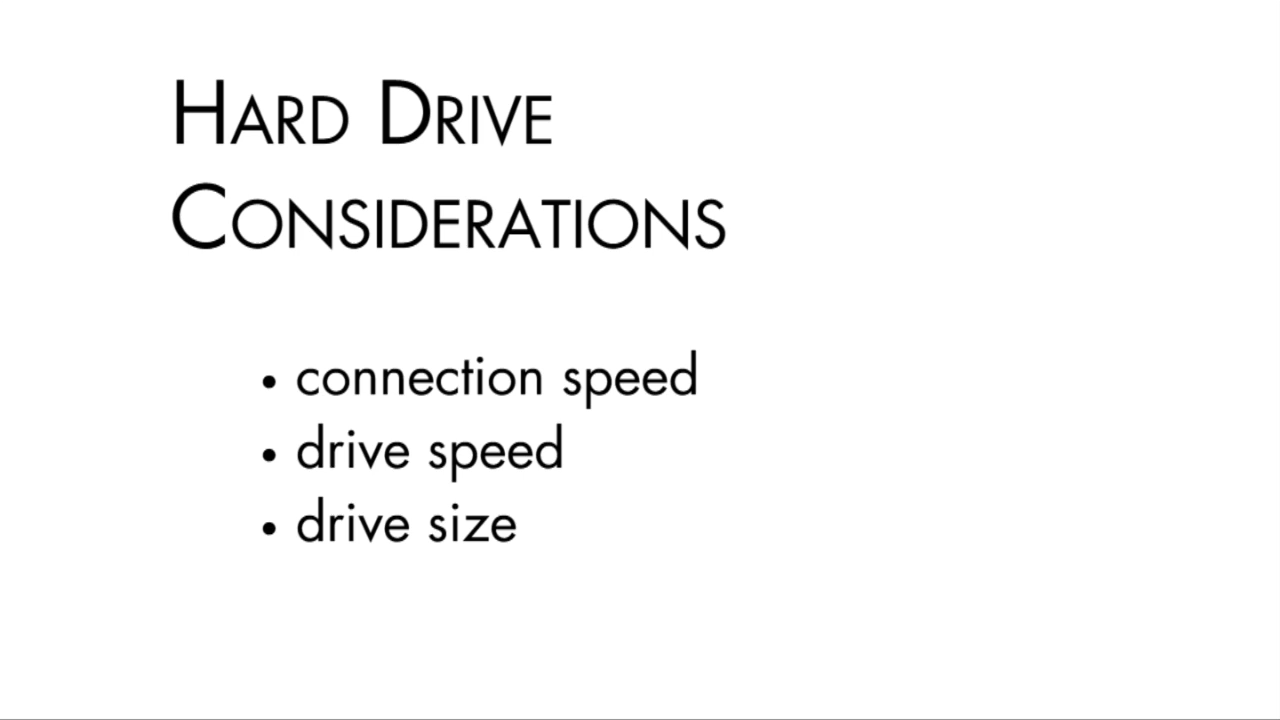 Hard Drive
Considerations
• connection speed
• drive speed
• drive size